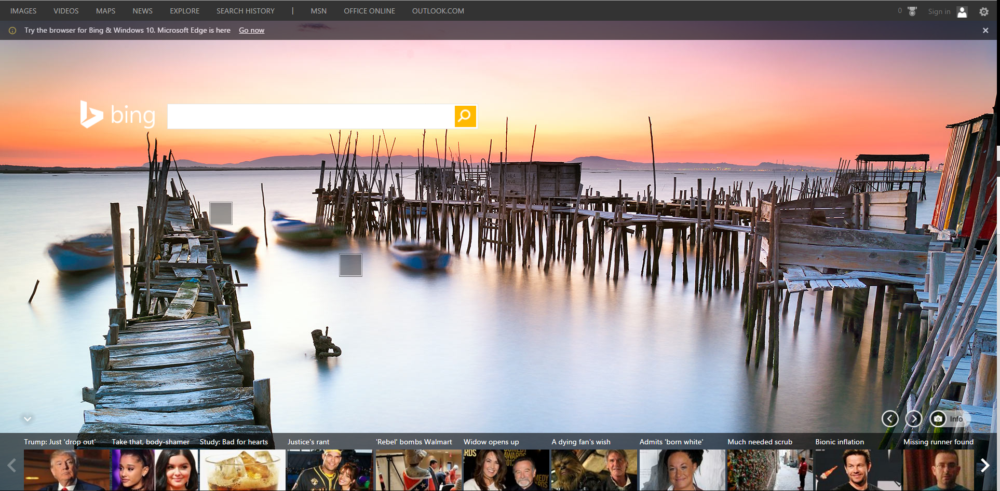 IMAGES VIDEOS MAPS NEWS EXPLORE SEARCH HISTORY | MSN OFFICE ONLINE OUTLOOK.COM 0 Sign in
Try the browser for Bing & Windows 10. Microsoft Edge is here Go now
bing
Info
Trump: Just 'drop out' Take that, body-shamer Study: Bad for hearts Justice's rant 'Rebel' bombs Walmart Widow opens up A dying fan's wish Admits 'born white' Much needed scrub Bionic inflation Missing runner found